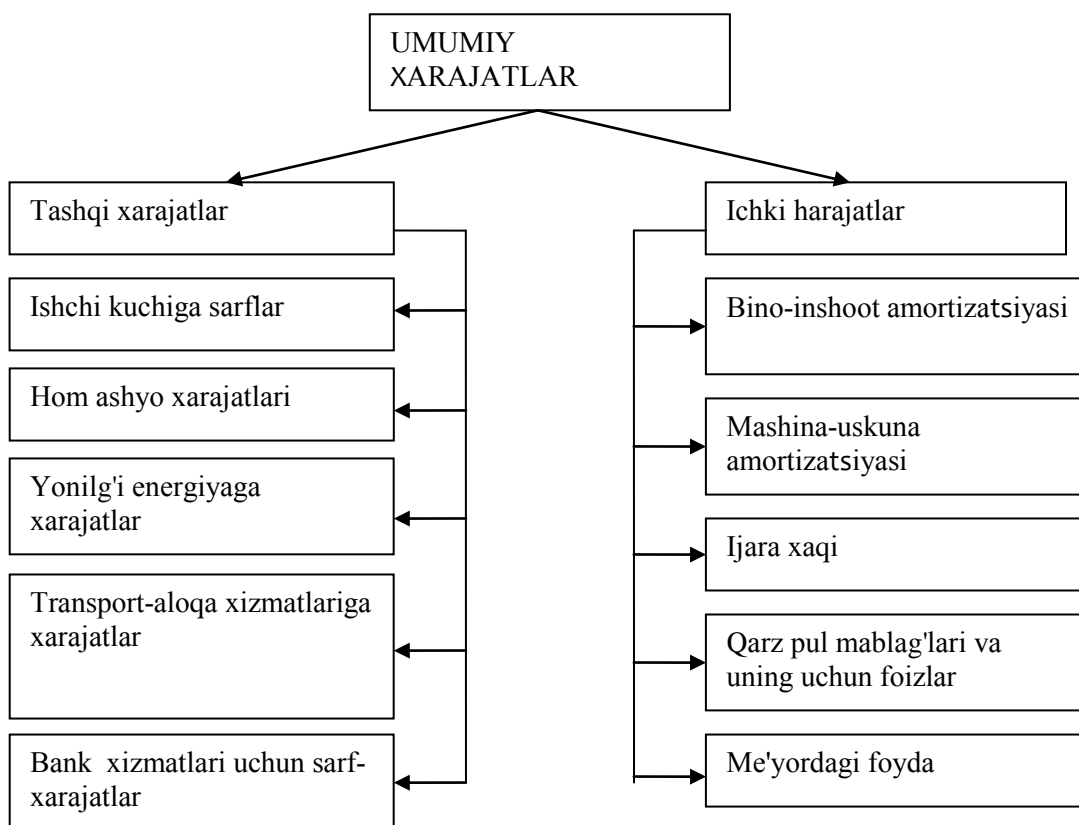 UMUMIY
XARAJATLAR
Tashqi xarajatlar
Ishchi kuchiga sarflar
Hom ashyo xarajatlari
Yonilg'i energiyaga
xarajatlar
Transport-aloqa xizmatlariga
xarajatlar
Bank xizmatlari uchun sarf-
xarajatlar
Ichki harajatlar
Bino-inshoot amortizatsiyasi
Mashina-uskuna
amortizatsiyasi
Ijara xaqi
Qarz pul mablag'lari va
uning uchun foizlar
Me'yordagi foyda